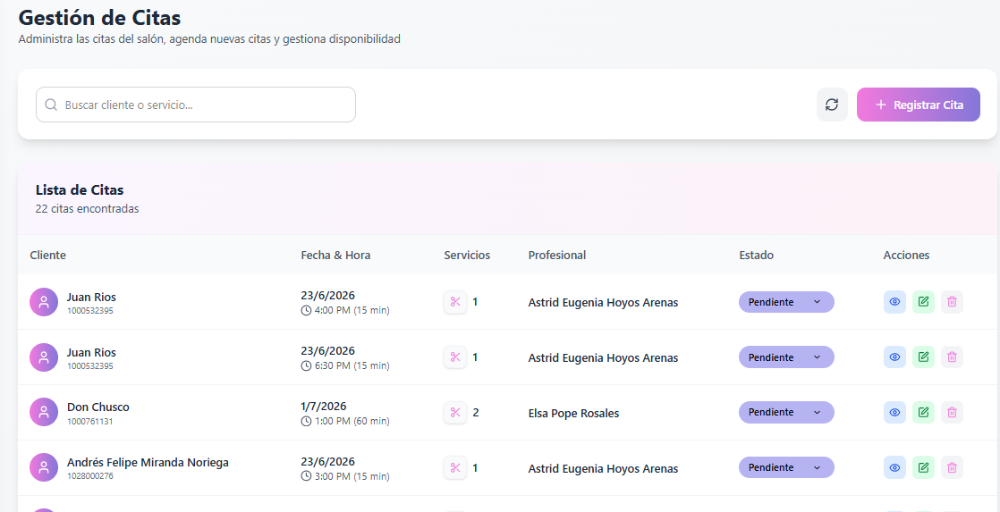 Gestión de Citas
Administra las citas del salón, agenda nuevas citas y gestiona disponibilidad
Buscar cliente o servicio...
Registrar Cita
Lista de Citas
22 citas encontradas
Cliente Fecha & Hora Servicios Profesional Estado Acciones
Juan Rios 23/6/2026 1 Astrid Eugenia Hoyos Arenas Pendiente
1000532395 4:00 PM (15 min)
Juan Rios 23/6/2026 1 Astrid Eugenia Hoyos Arenas Pendiente
1000532395 6:30 PM (15 min)
Don Chusco 1/7/2026 2 Elsa Pope Rosales Pendiente
1000761131 1:00 PM (60 min)
Andrés Felipe Miranda Noriega 23/6/2026 1 Astrid Eugenia Hoyos Arenas Pendiente
1028000276 3:00 PM (15 min)